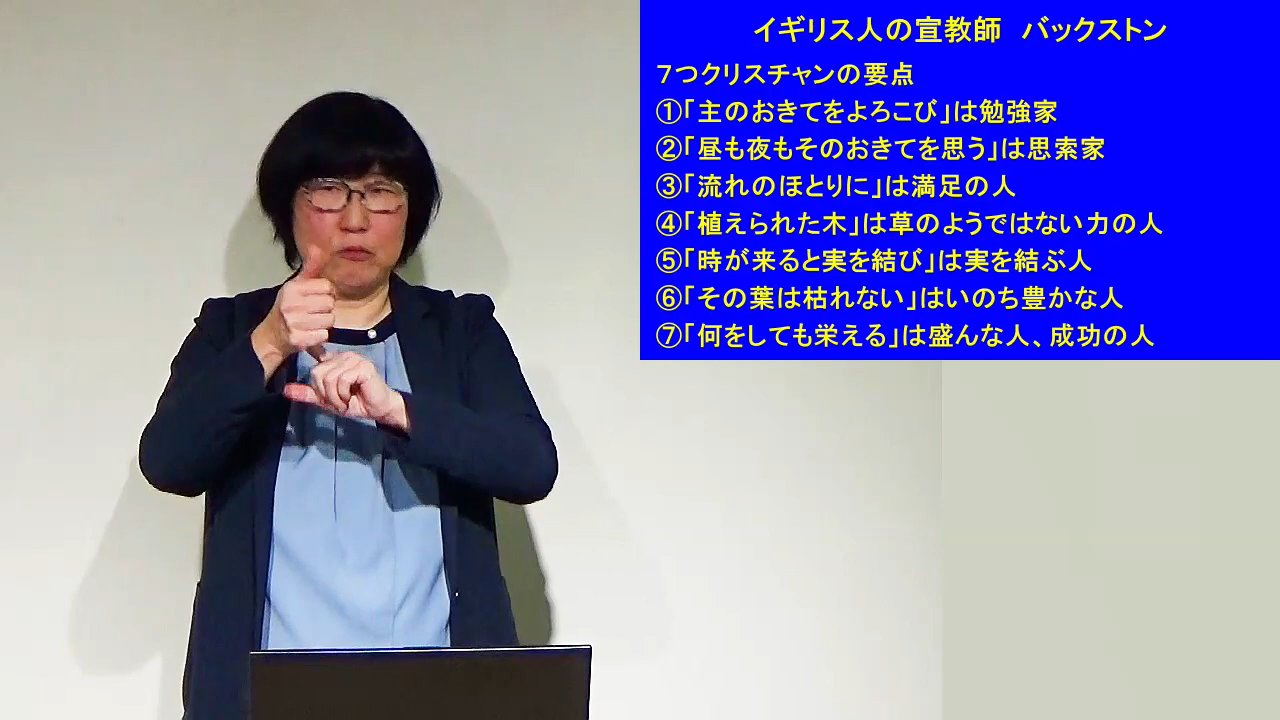 イギリス人の宣教師　バックストン
７つクリスチャンの要点
①「主のおきてをよろこび」は勉強家
②「昼も夜もそのおきてを思う」は思索家
③「流れのほとりに」は満足の人
④「植えられた木」は草のようではない力の人
⑤「時が来ると実を結び」は実を結ぶ人
⑥「その葉は枯れない」はいのち豊かな人
⑦「何をしても栄える」は盛んな人、成功の人